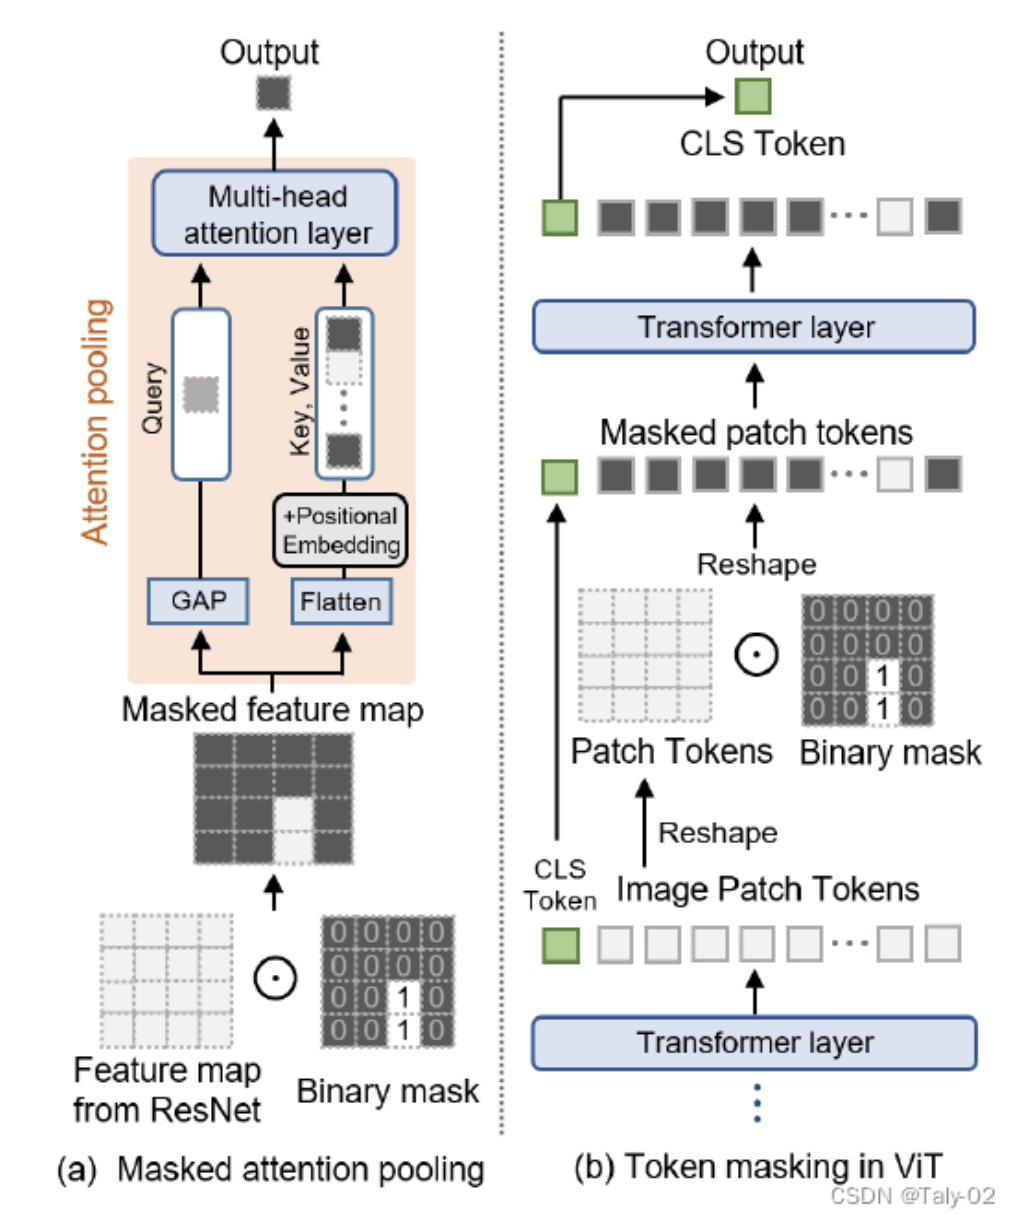 Output
Multi-head
attention layer
Attention pooling
Query
Key, Value
+Positional
Embedding
GAP
Flatten
Masked feature map
0 0 0 0
0 0 0 0
0 0 1 0
0 0 1 0
Feature map
from ResNet
Binary mask
(a) Masked attention pooling
Output
CLS Token
Transformer layer
Masked patch tokens
Reshape
0 0 0 0
0 0 0 0
0 0 1 0
0 0 1 0
Patch Tokens
Binary mask
Reshape
CLS
Token
Image Patch Tokens
Transformer layer
(b) Token masking in ViT
CSDN @Taly-02